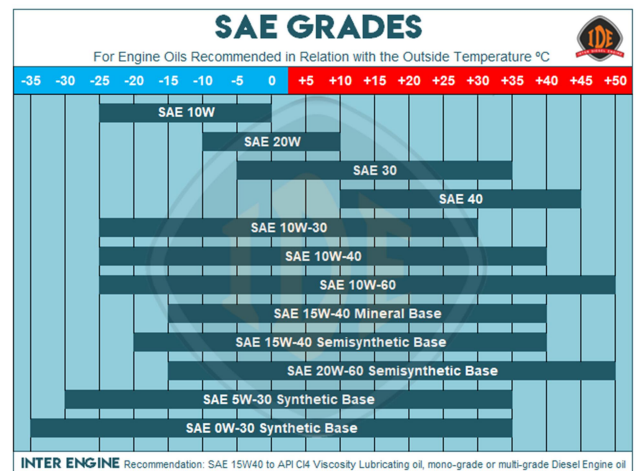 SAE GRADES
For Engine Oils Recommended in Relation with the Outside Temperature ºC
IDE
-35 -30 -25 -20 -15 -10 -5 0 +5 +10 +15 +20 +25 +30 +35 +40 +45 +50
SAE 10W
SAE 20W
SAE 30
SAE 40
SAE 10W-30
SAE 10W-40
SAE 10W-60
SAE 15W-40 Mineral Base
SAE 15W-40 Semisynthetic Base
SAE 20W-60 Semisynthetic Base
SAE 5W-30 Synthetic Base
SAE 0W-30 Synthetic Base
IDE
INTER ENGINE Recommendation: SAE 15W40 to API CI4 Viscosity Lubricating oil, mono-grade or multi-grade Diesel Engine oil